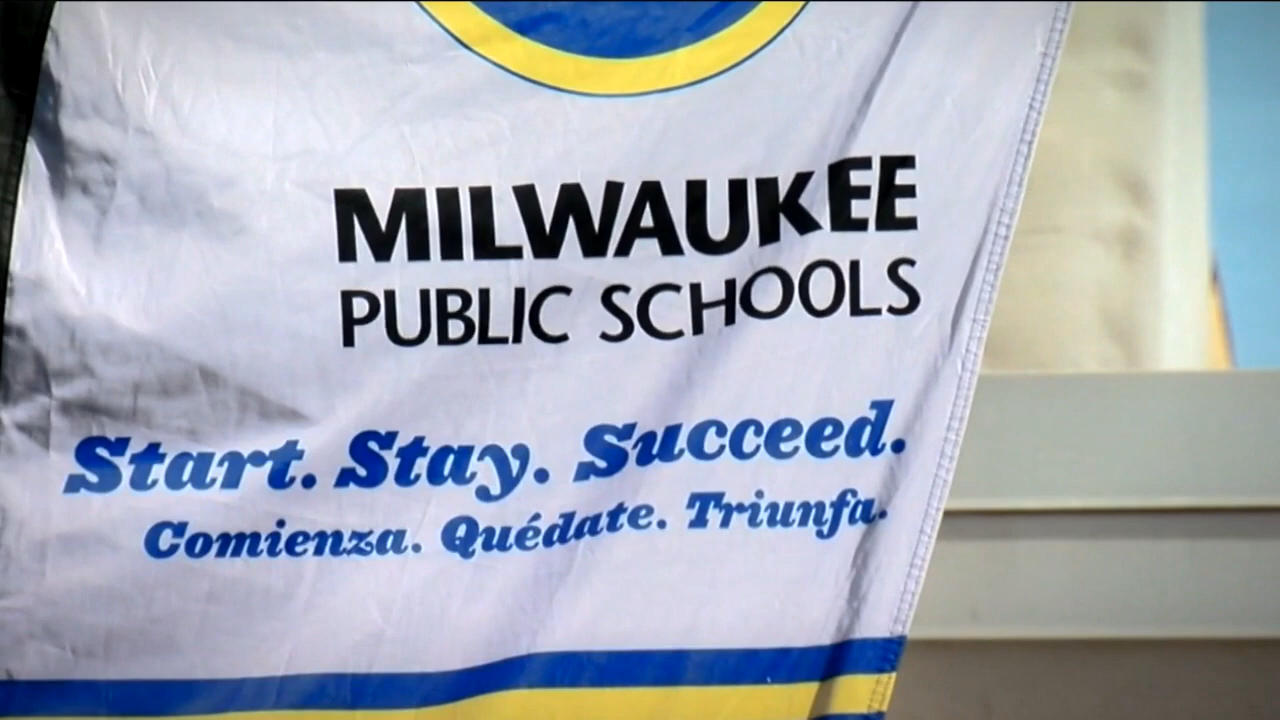 MILWAUKEE
PUBLIC SCHOOLS
Start. Stay. Succeed.
Comienza. Quédate. Triunfa.